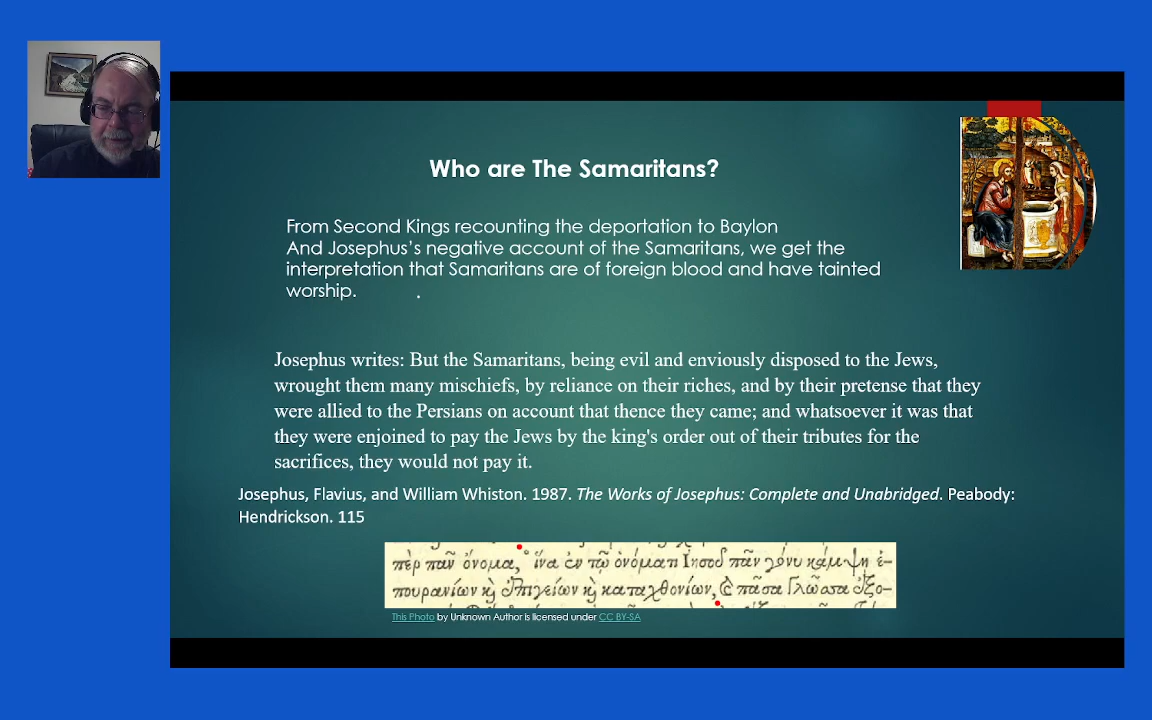 Who are The Samaritans?
From Second Kings recounting the deportation to Baylon
And Josephus's negative account of the Samaritans, we get the
interpretation that Samaritans are of foreign blood and have tainted
worship. .
Josephus writes: But the Samaritans, being evil and enviously disposed to the Jews,
wrought them many mischiefs, by reliance on their riches, and by their pretense that they
were allied to the Persians on account that thence they came; and whatsoever it was that
they were enjoined to pay the Jews by the king's order out of their tributes for the
sacrifices, they would not pay it.
Josephus, Flavius, and William Whiston. 1987. The Works of Josephus: Complete and Unabridged. Peabody:
Hendrickson. 115
πὲρ πᾶν ὄνομα, ἵνα ἐν τῷ ὀνόματι Ἰησοῦ πᾶν γόνυ κάμψῃ ἐ-
πουρανίων κὶ ἐπιγείων κὶ καταχθονίων, πᾶσα γλῶσσα ἐξο-
This Photo by Unknown Author is licensed under CC BY-SA